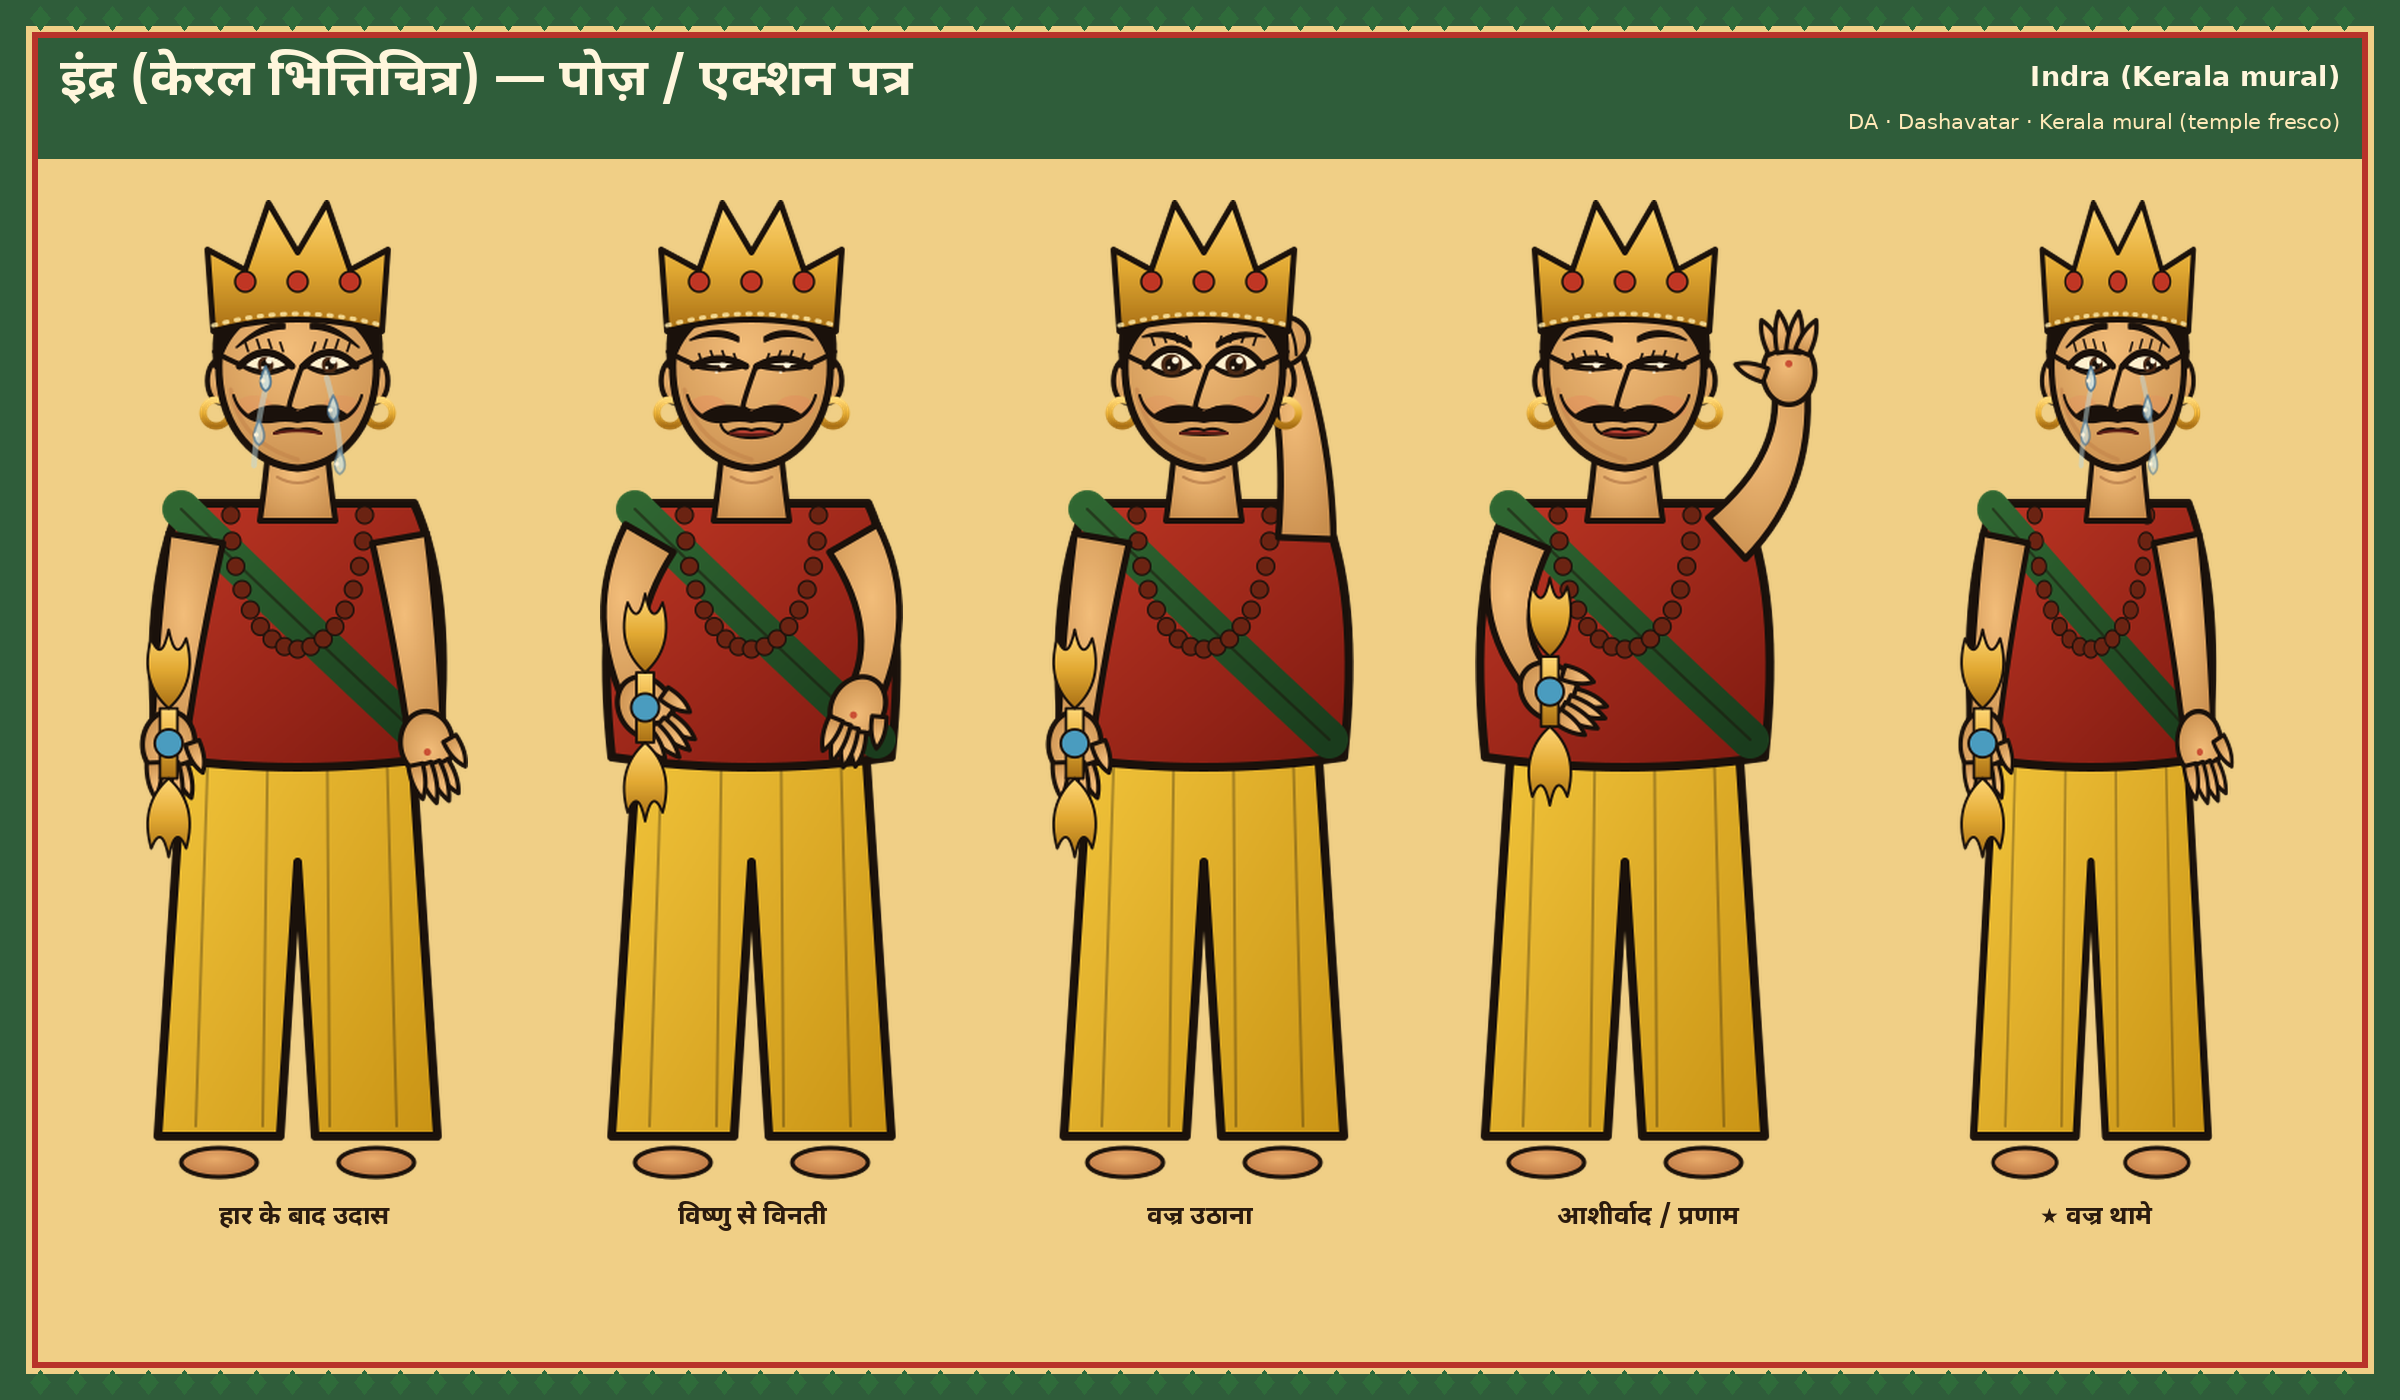 इंद्र (केरल भित्तिचित्र) — पोज़ / एक्शन पत्र
Indra (Kerala mural)
DA · Dashavatar · Kerala mural (temple fresco)
हार के बाद उदास
विष्णु से विनती
वज्र उठाना
आशीर्वाद / प्रणाम
★ वज्र थामे